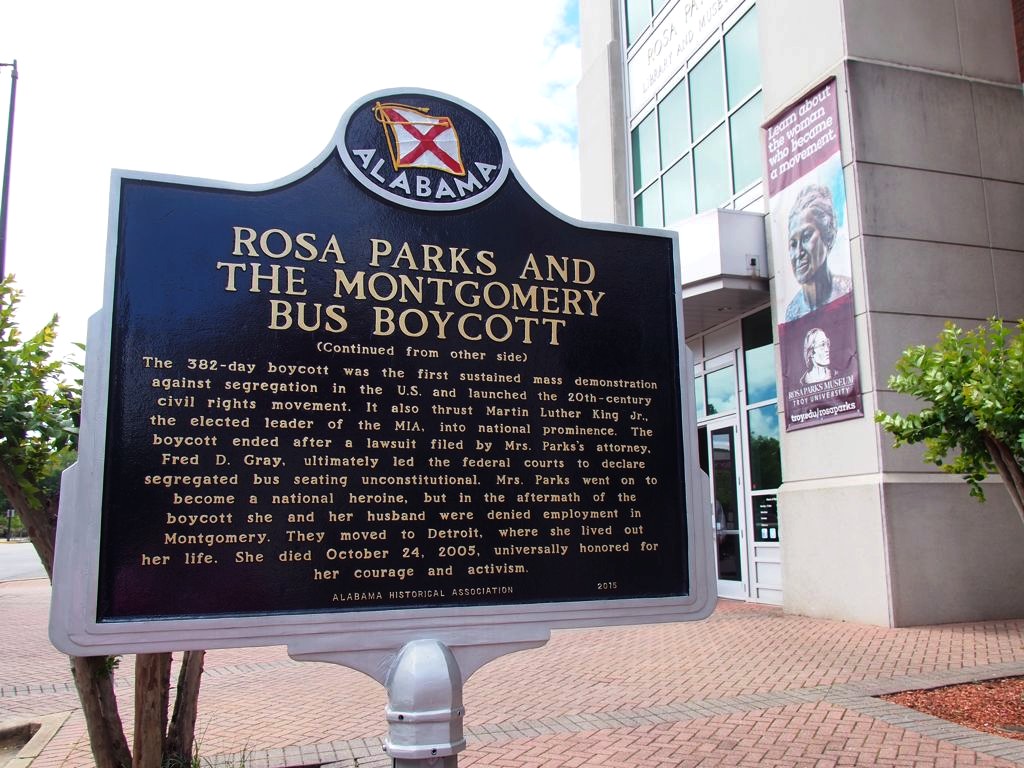 ALABAMA
ROSA PARKS AND
THE MONTGOMERY
BUS BOYCOTT
(Continued from other side)
The 382-day boycott was the first sustained mass demonstration
against segregation in the U.S. and launched the 20th-century
civil rights movement. It also thrust Martin Luther King Jr.,
the elected leader of the MIA, into national prominence. The
boycott ended after a lawsuit filed by Mrs. Parks's attorney,
Fred D. Gray, ultimately led the federal courts to declare
segregated bus seating unconstitutional. Mrs. Parks went on to
become a national heroine, but in the aftermath of the
boycott she and her husband were denied employment in
Montgomery. They moved to Detroit, where she lived out
her life. She died October 24, 2005, universally honored for
her courage and activism.
ALABAMA HISTORICAL ASSOCIATION 2015
ROSA PA
LIBRARY AND MUSE
Learn about
the woman
who became
a movement.
ROSA PARKS MUSEUM
TROY UNIVERSITY
troy.edu/rosaparks